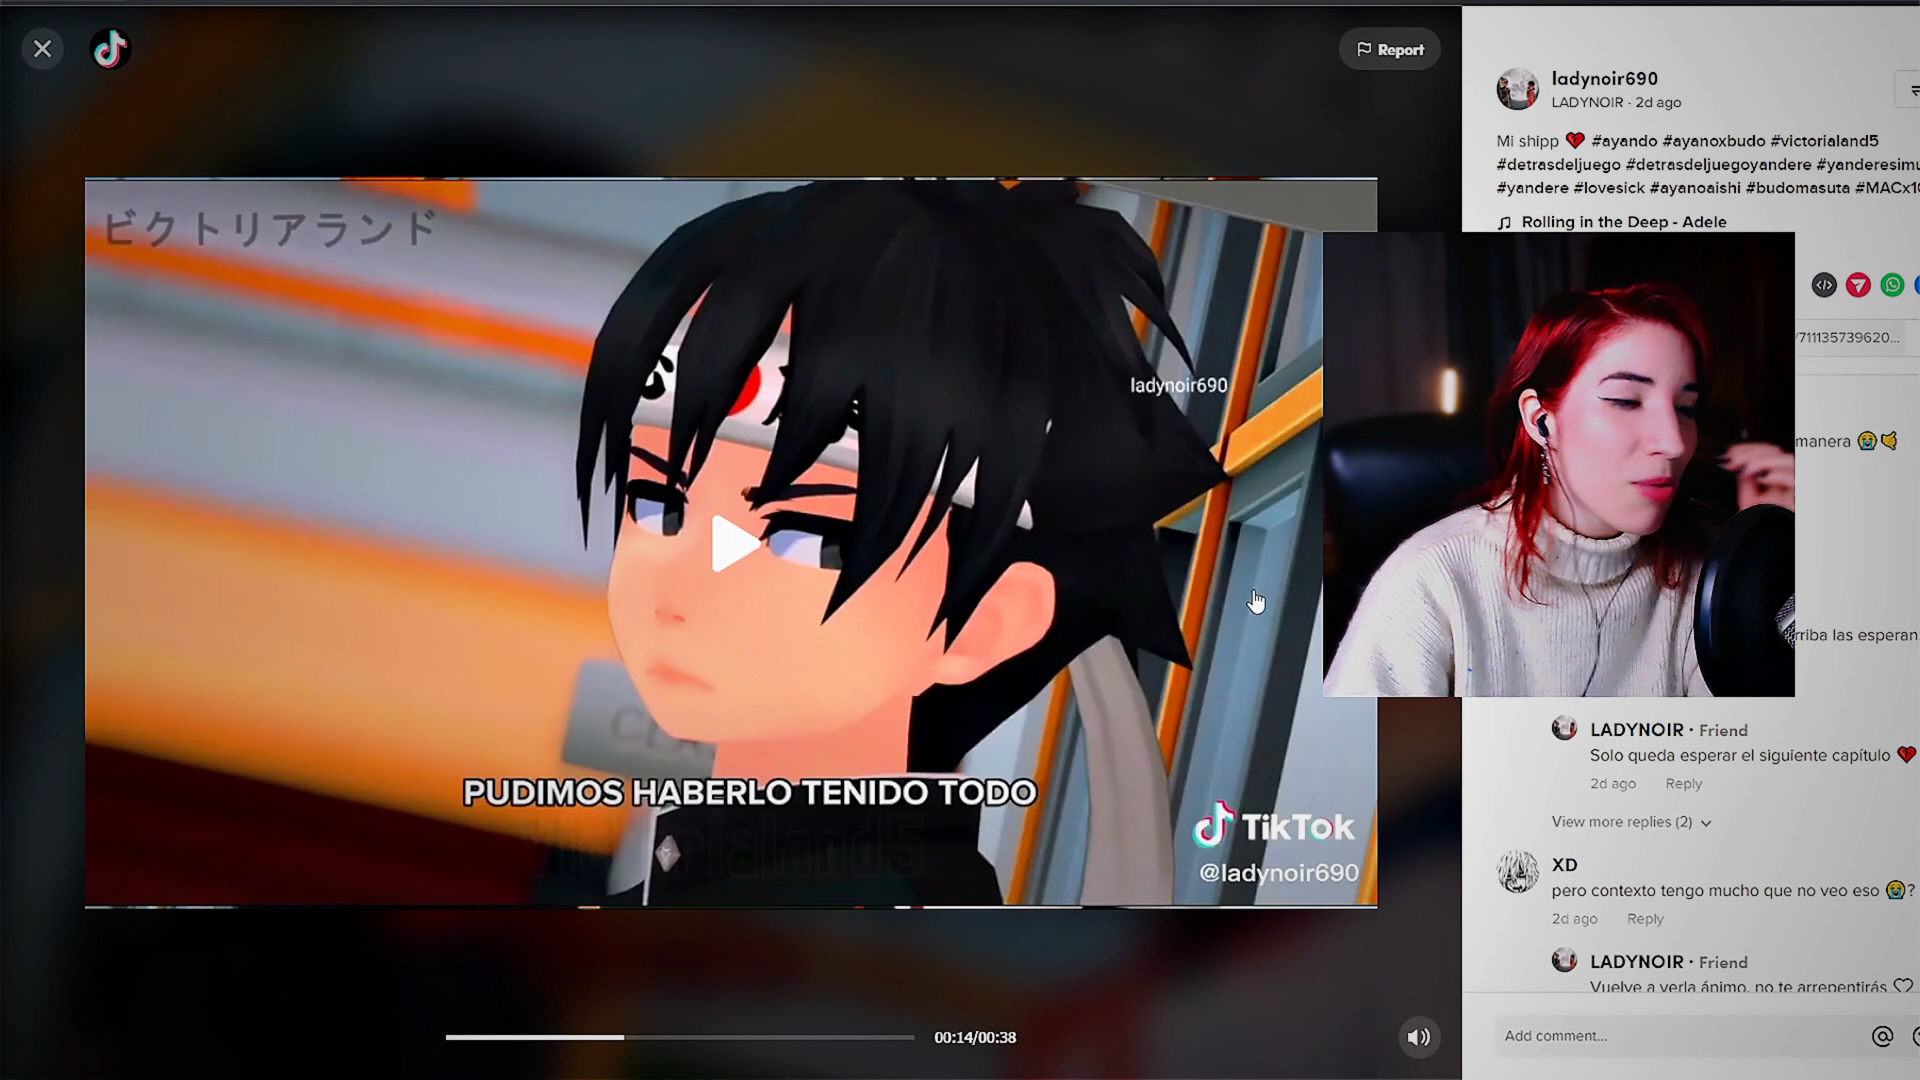 Report
ladynoir690
LADYNOIR · 2d ago
Mi shipp 💔 #ayando #ayanoxbudo #victorialand5
#detrasdeljuego #detrasdeljuegoyandere #yanderesimu
#yandere #lovesick #ayanoaishi #budomasuta #MACx10
Rolling in the Deep - Adele
/711135739620...
manera 😭
rriba las esperan
ビクトリアランド
ladynoir690
PUDIMOS HABERLO TENIDO TODO
TikTok
@ladynoir690
LADYNOIR · Friend
Solo queda esperar el siguiente capítulo 💔
2d ago Reply
View more replies (2)
XD
pero contexto tengo mucho que no veo eso 😭?
2d ago Reply
LADYNOIR · Friend
Vuelve a verla ánimo, no te arrepentirás
00:14/00:38
Add comment...